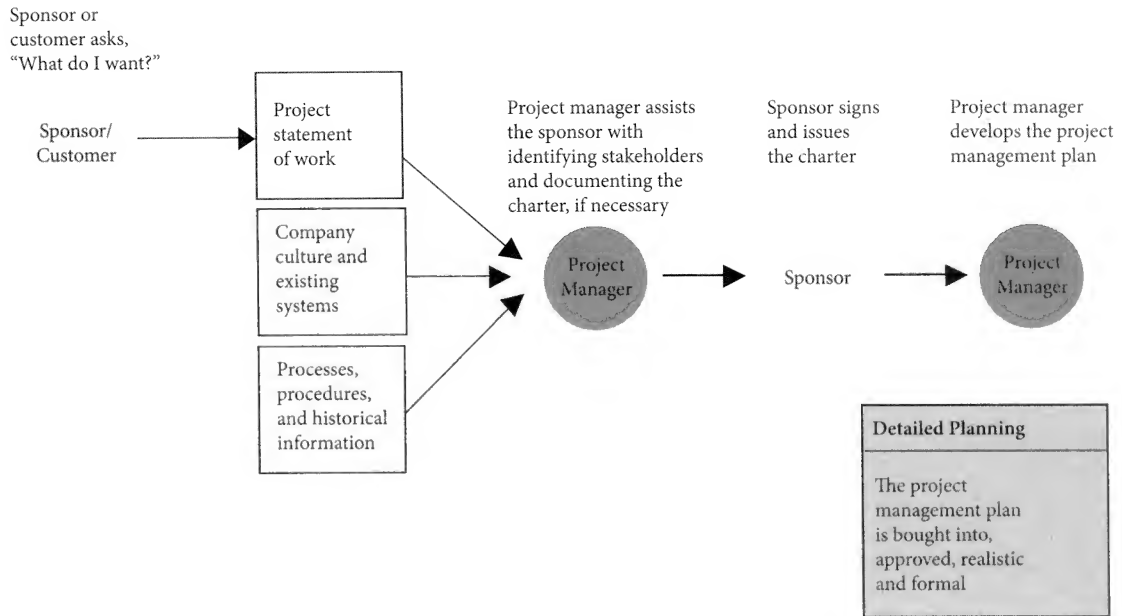 Sponsor or
customer asks,
“What do I want?”
Sponsor/
Customer
Project
statement
of work
Company
culture and
existing
systems
Processes,
procedures,
and historical
information
Project manager assists
the sponsor with
identifying stakeholders
and documenting the
charter, if necessary
Project
Manager
Sponsor signs
and issues
the charter
Sponsor
Project manager
develops the project
management plan
Project
Manager
Detailed Planning
The project
management plan
is bought into,
approved, realistic
and formal